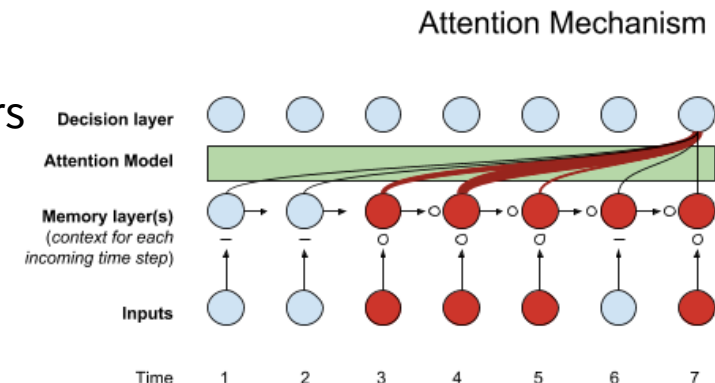 Attention Mechanism
rs
Decision layer
Attention Model
Memory layer(s)
(context for each
incoming time step)
Inputs
Time 1 2 3 4 5 6 7